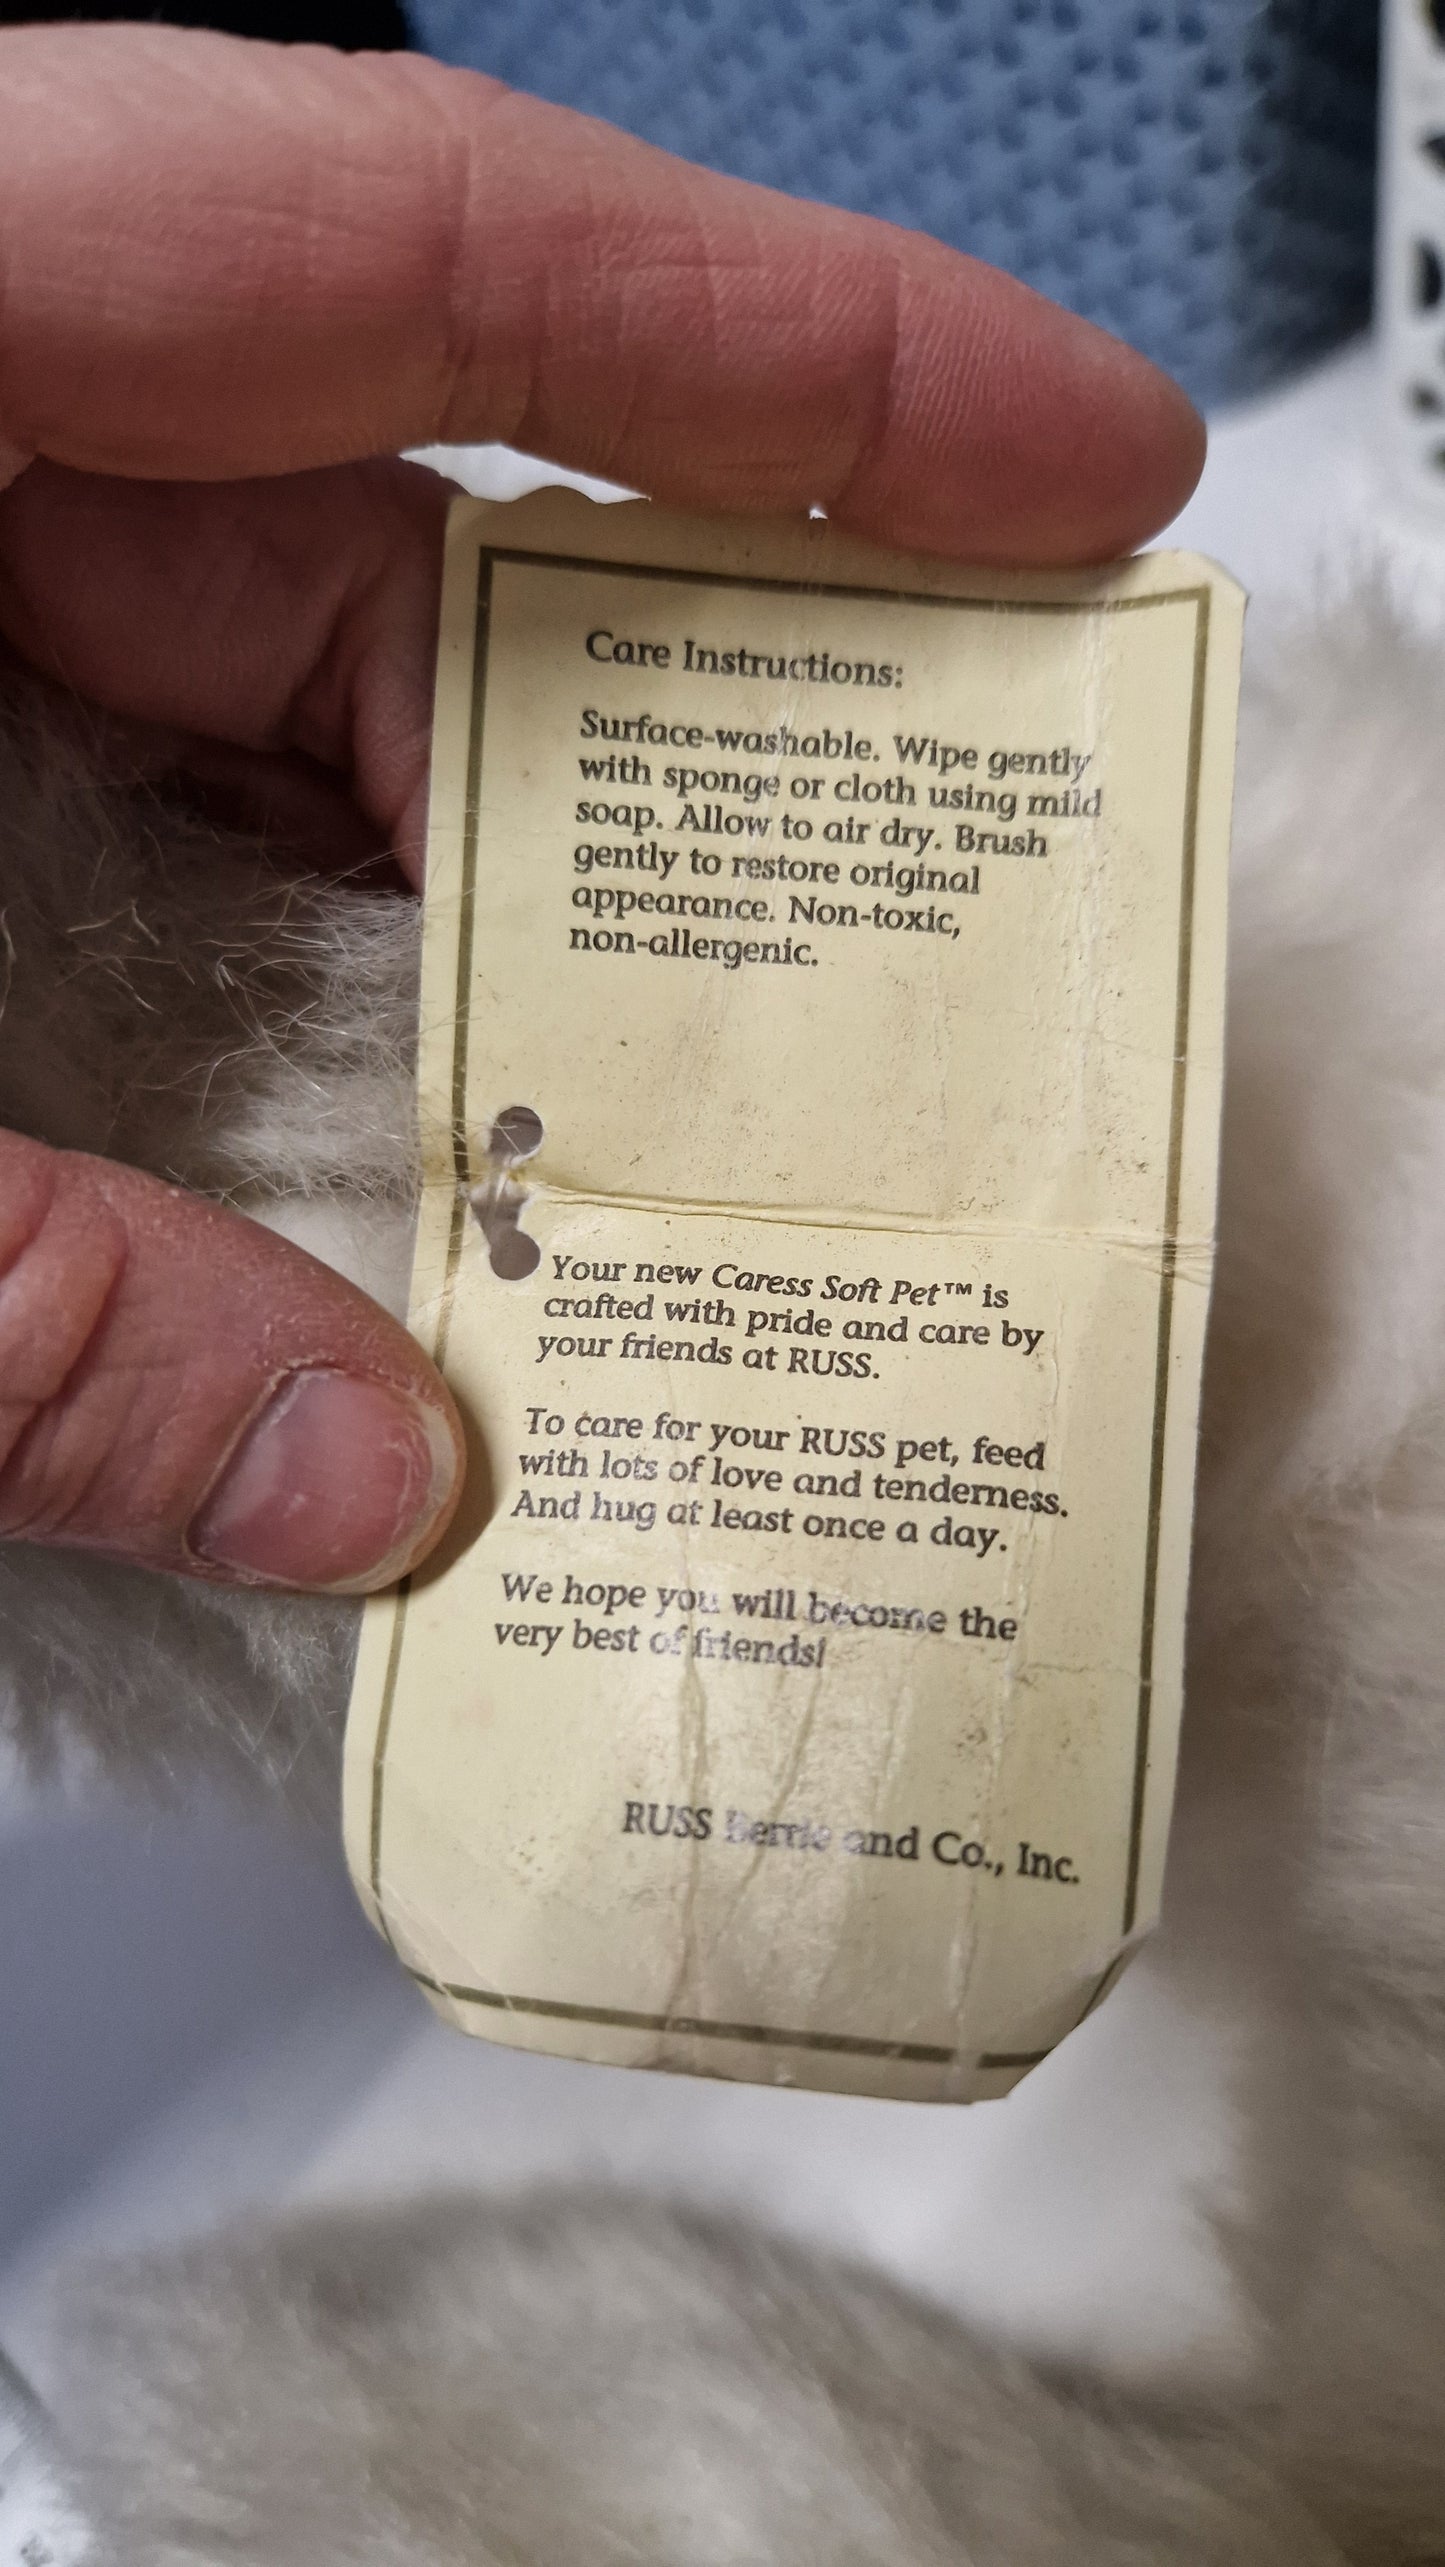 Care Instructions:
Surface-washable. Wipe gently
with sponge or cloth using mild
soap. Allow to air dry. Brush
gently to restore original
appearance. Non-toxic,
non-allergenic.
Your new Caress Soft Pet™ is
crafted with pride and care by
your friends at RUSS.
To care for your RUSS pet, feed
with lots of love and tenderness.
And hug at least once a day.
We hope you will become the
very best of friends!
RUSS Berrie and Co., Inc.